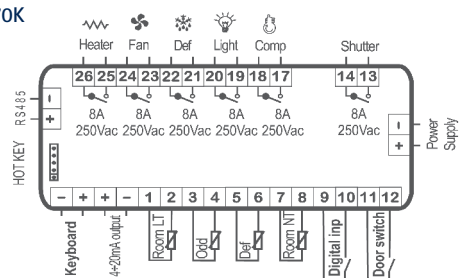 70K
Heater Fan Def Light Comp Shutter
26 25 24 23 22 21 20 19 18 17 14 13
8A 8A 8A 8A 8A 8A
250Vac 250Vac 250Vac 250Vac 250Vac 250Vac
RS485
- +
HOT KEY
- +
Power
Supply
- + + - 1 2 3 4 5 6 7 8 9 10 11 12
Keyboard
4÷20mA output
Room LT
Odd
Def
Room NT
Digital inp
Door switch